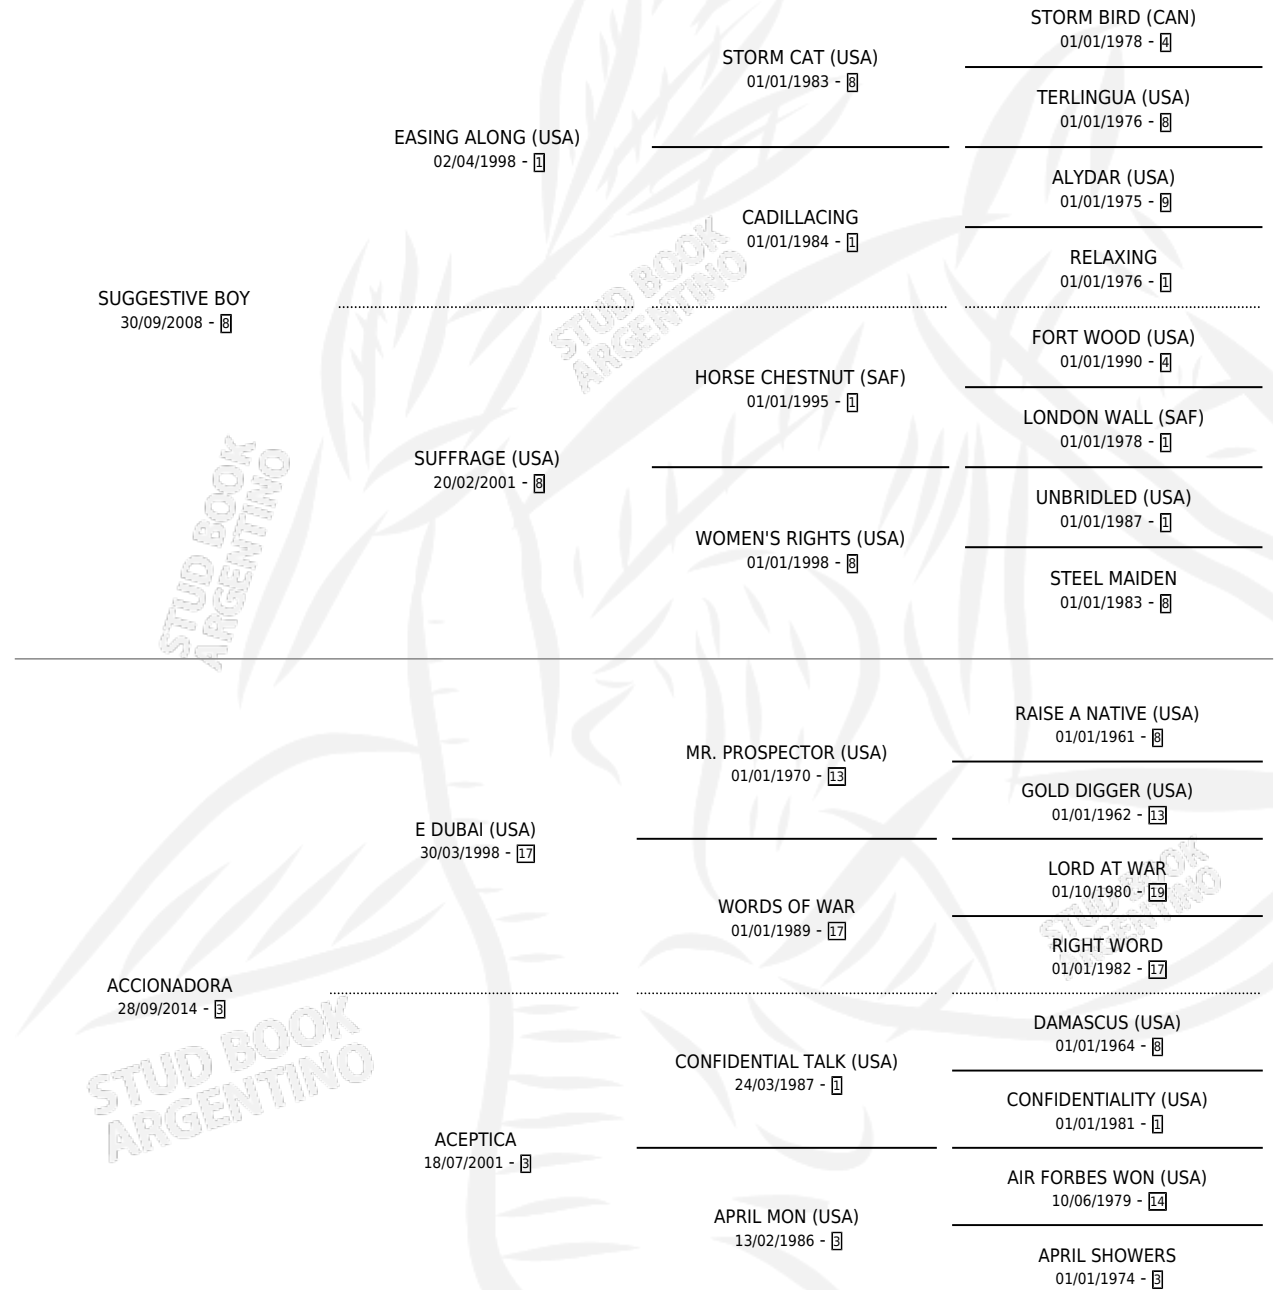 STORM BIRD (CAN)
01/01/1978 - 4
STORM CAT (USA)
01/01/1983 - 8
TERLINGUA (USA)
01/01/1976 - 8
EASING ALONG (USA)
02/04/1998 - 1
ALYDAR (USA)
01/01/1975 - 9
CADILLACING
01/01/1984 - 1
RELAXING
01/01/1976 - 1
SUGGESTIVE BOY
30/09/2008 - 8
FORT WOOD (USA)
01/01/1990 - 4
HORSE CHESTNUT (SAF)
01/01/1995 - 1
LONDON WALL (SAF)
01/01/1978 - 1
SUFFRAGE (USA)
20/02/2001 - 8
UNBRIDLED (USA)
01/01/1987 - 1
WOMEN'S RIGHTS (USA)
01/01/1998 - 8
STEEL MAIDEN
01/01/1983 - 8
RAISE A NATIVE (USA)
01/01/1961 - 8
MR. PROSPECTOR (USA)
01/01/1970 - 13
GOLD DIGGER (USA)
01/01/1962 - 13
E DUBAI (USA)
30/03/1998 - 17
LORD AT WAR
01/10/1980 - 19
WORDS OF WAR
01/01/1989 - 17
RIGHT WORD
01/01/1982 - 17
ACCIONADORA
28/09/2014 - 3
DAMASCUS (USA)
01/01/1964 - 8
CONFIDENTIAL TALK (USA)
24/03/1987 - 1
CONFIDENTIALITY (USA)
01/01/1981 - 1
ACEPTICA
18/07/2001 - 3
AIR FORBES WON (USA)
10/06/1979 - 14
APRIL MON (USA)
13/02/1986 - 3
APRIL SHOWERS
01/01/1974 - 3
STUD BOOK
ARGENTINO
STUD BOOK
ARGENTINO
STUD BOOK
ARGENTINO
STUD BOOK
ARGENTINO